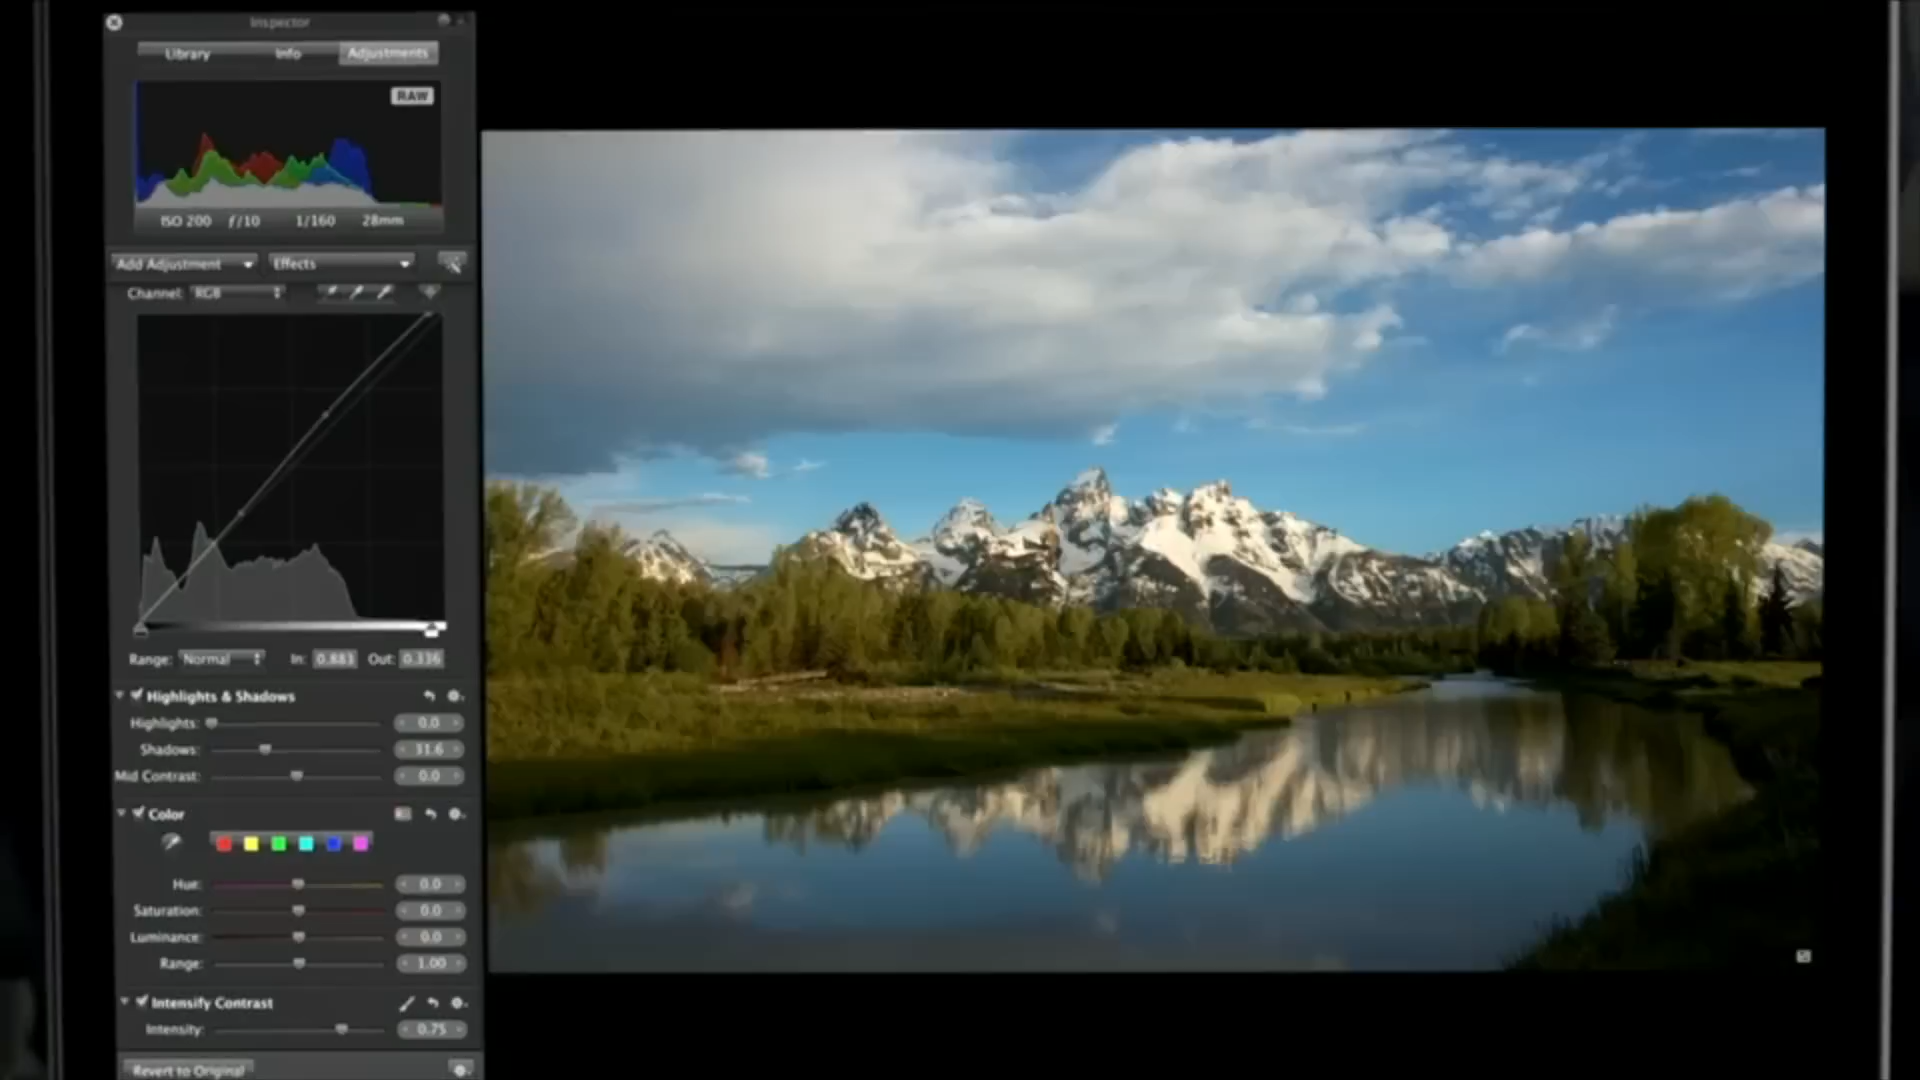 Inspector
Library Info Adjustments
RAW
ISO 200 f/10 1/160 28mm
Add Adjustment Effects
Channel: RGB
Range: Normal In: 0.883 Out: 0.336
Highlights & Shadows
Highlights: 0.0
Shadows: 31.6
Mid Contrast: 0.0
Color
Hue: 0.0
Saturation: 0.0
Luminance: 0.0
Range: 1.00
Intensify Contrast
Intensity: 0.75
Revert to Original